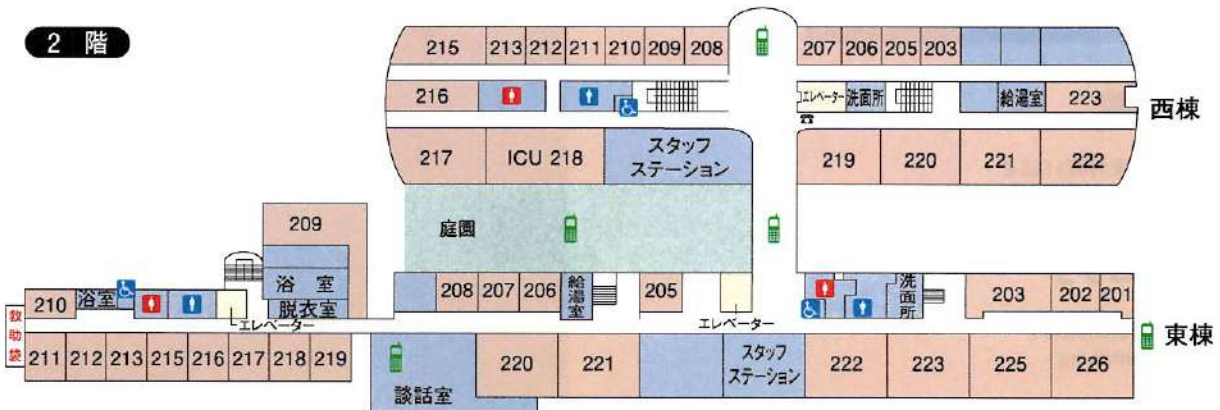 2 階
215 213 212 211 210 209 208 207 206 205 203
216 エレベーター 洗面所 給湯室 223
西棟
217 ICU 218 スタッフ
ステーション
219 220 221 222
庭園
209
浴 室
脱衣室
208 207 206 給湯室 205 洗面所 203 202 201
210 浴室
エレベーター
エレベーター
救助袋
東棟
211 212 213 215 216 217 218 219
談話室
220 221 スタッフ
ステーション
222 223 225 226